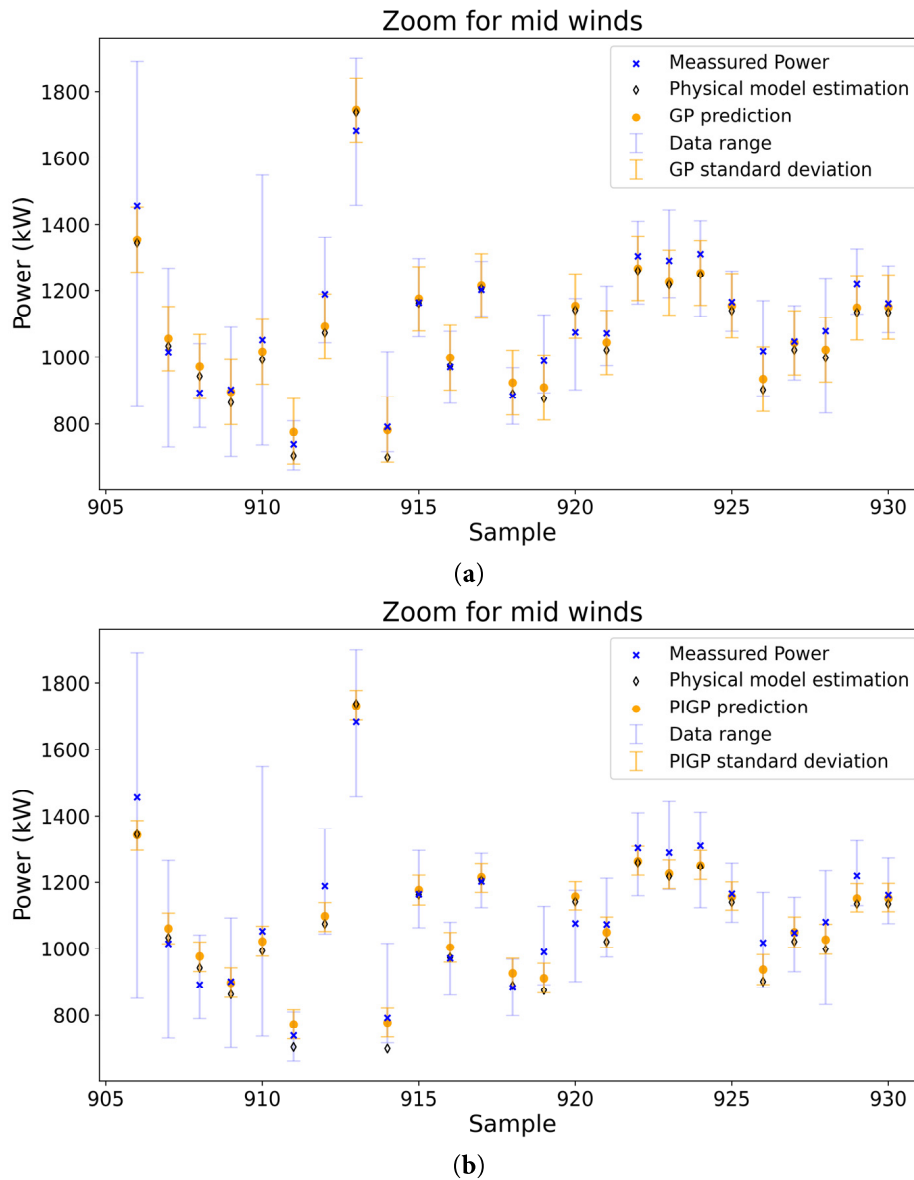 Zoom for mid winds
Meassured Power
Physical model estimation
GP prediction
Data range
GP standard deviation
1800
1600
1400
1200
1000
800
Power (kW)
905 910 915 920 925 930
Sample
(a)
Zoom for mid winds
Meassured Power
Physical model estimation
PIGP prediction
Data range
PIGP standard deviation
1800
1600
1400
1200
1000
800
Power (kW)
905 910 915 920 925 930
Sample
(b)